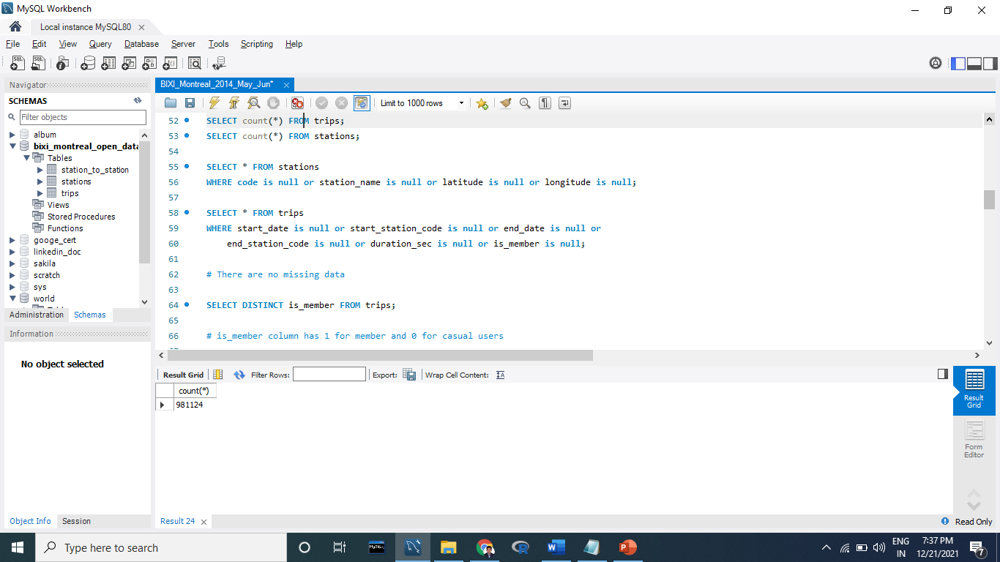 MySQL Workbench
Local instance MySQL80
File Edit View Query Database Server Tools Scripting Help
Navigator
BIXI_Montreal_2014_May_Jun*
SCHEMAS
Limit to 1000 rows
Filter objects
album
bixi_montreal_open_data
Tables
station_to_station
stations
trips
Views
Stored Procedures
Functions
googe_cert
linkedin_doc
sakila
scratch
sys
world
Administration Schemas
Information
No object selected
Object Info Session
52 SELECT count(*) FROM trips;
53 SELECT count(*) FROM stations;
54
55 SELECT * FROM stations
56 WHERE code is null or station_name is null or latitude is null or longitude is null;
57
58 SELECT * FROM trips
59 WHERE start_date is null or start_station_code is null or end_date is null or
60 end_station_code is null or duration_sec is null or is_member is null;
61
62 # There are no missing data
63
64 SELECT DISTINCT is_member FROM trips;
65
66 # is_member column has 1 for member and 0 for casual users
Result Grid Filter Rows: Export: Wrap Cell Content:
count(*)
981124
Result
Grid
Form
Editor
Result 24
Read Only
Type here to search
ENG
IN
7:37 PM
12/21/2021
7